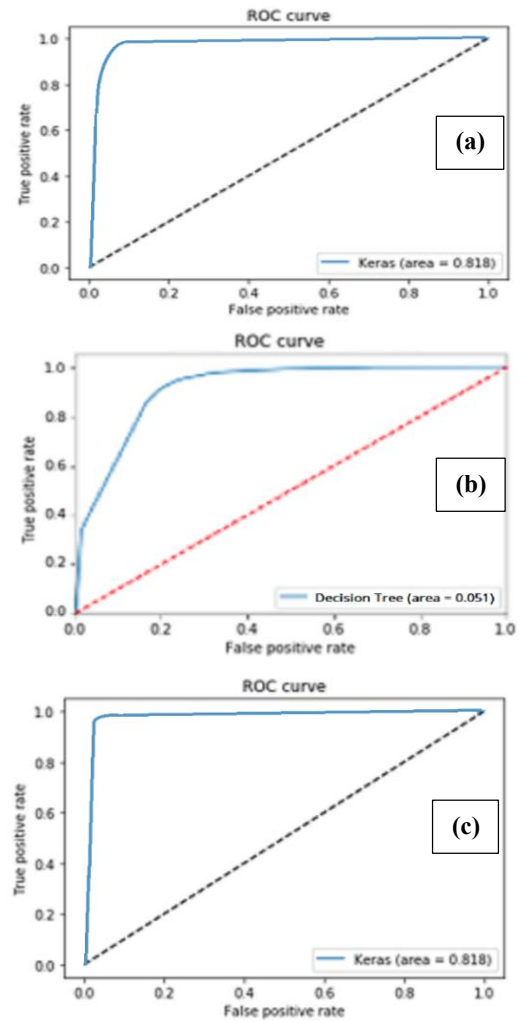 ROC curve
1.0
0.8
0.6
0.4
0.2
0.0
True positive rate
(a)
Keras (area = 0.818)
0.0 0.2 0.4 0.6 0.8 1.0
False positive rate
ROC curve
1.0
0.8
0.6
0.4
0.2
0.0
True positive rate
(b)
Decision Tree (area = 0.051)
0.0 0.2 0.4 0.6 0.8 1.0
False positive rate
ROC curve
1.0
0.8
0.6
0.4
0.2
0.0
True positive rate
(c)
Keras (area = 0.818)
0.0 0.2 0.4 0.6 0.8 1.0
False positive rate